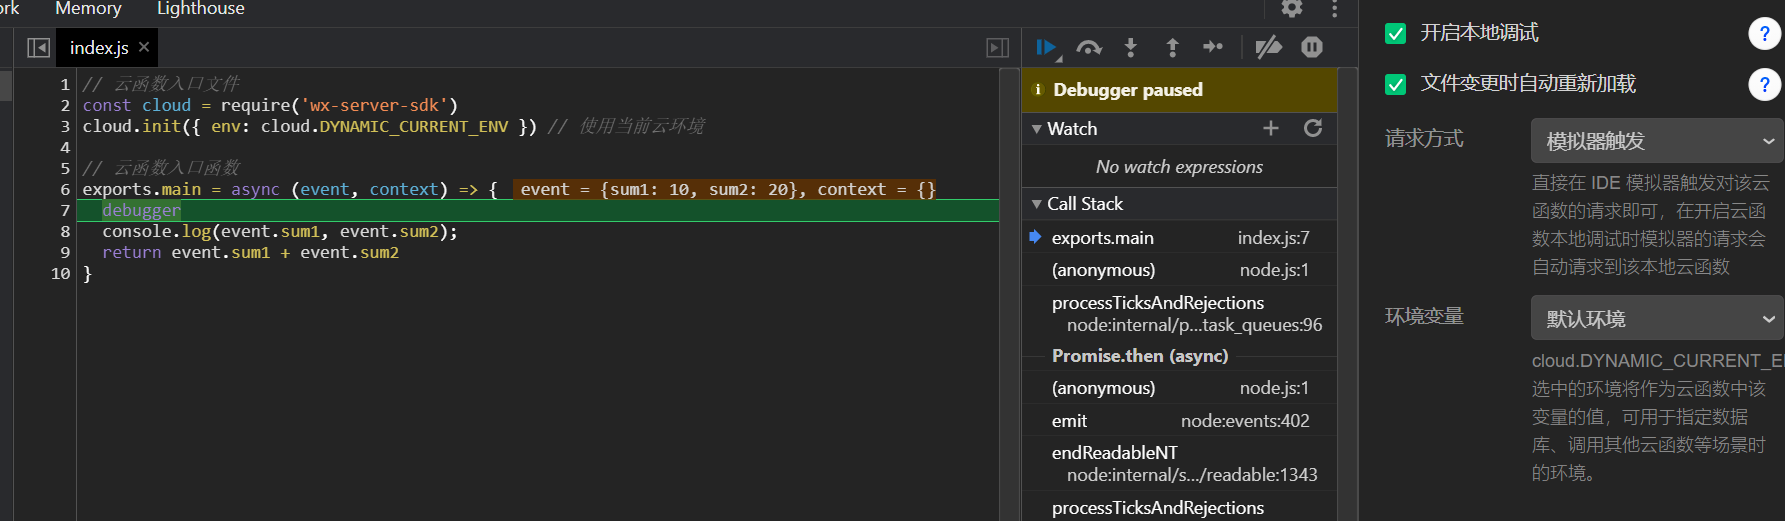 Memory Lighthouse
index.js ×
1 // 云函数入口文件
2 const cloud = require('wx-server-sdk')
3 cloud.init({ env: cloud.DYNAMIC_CURRENT_ENV }) // 使用当前云环境
4
5 // 云函数入口函数
6 exports.main = async (event, context) => { event = {sum1: 10, sum2: 20}, context = {}
7 debugger
8 console.log(event.sum1, event.sum2);
9 return event.sum1 + event.sum2
10 }
Debugger paused
Watch
No watch expressions
Call Stack
exports.main index.js:7
(anonymous) node.js:1
processTicksAndRejections
node:internal/p…task_queues:96
Promise.then (async)
(anonymous) node.js:1
emit node:events:402
endReadableNT
node:internal/s…/readable:1343
processTicksAndRejections
开启本地调试 ?
文件变更时自动重新加载 ?
请求方式 模拟器触发
直接在 IDE 模拟器触发对该云
函数的请求即可，在开启云函
数本地调试时模拟器的请求会
自动请求到该本地云函数
环境变量 默认环境
cloud.DYNAMIC_CURRENT_E
选中的环境将作为云函数中该
变量的值，可用于指定数据
库、调用其他云函数等场景时
的环境。